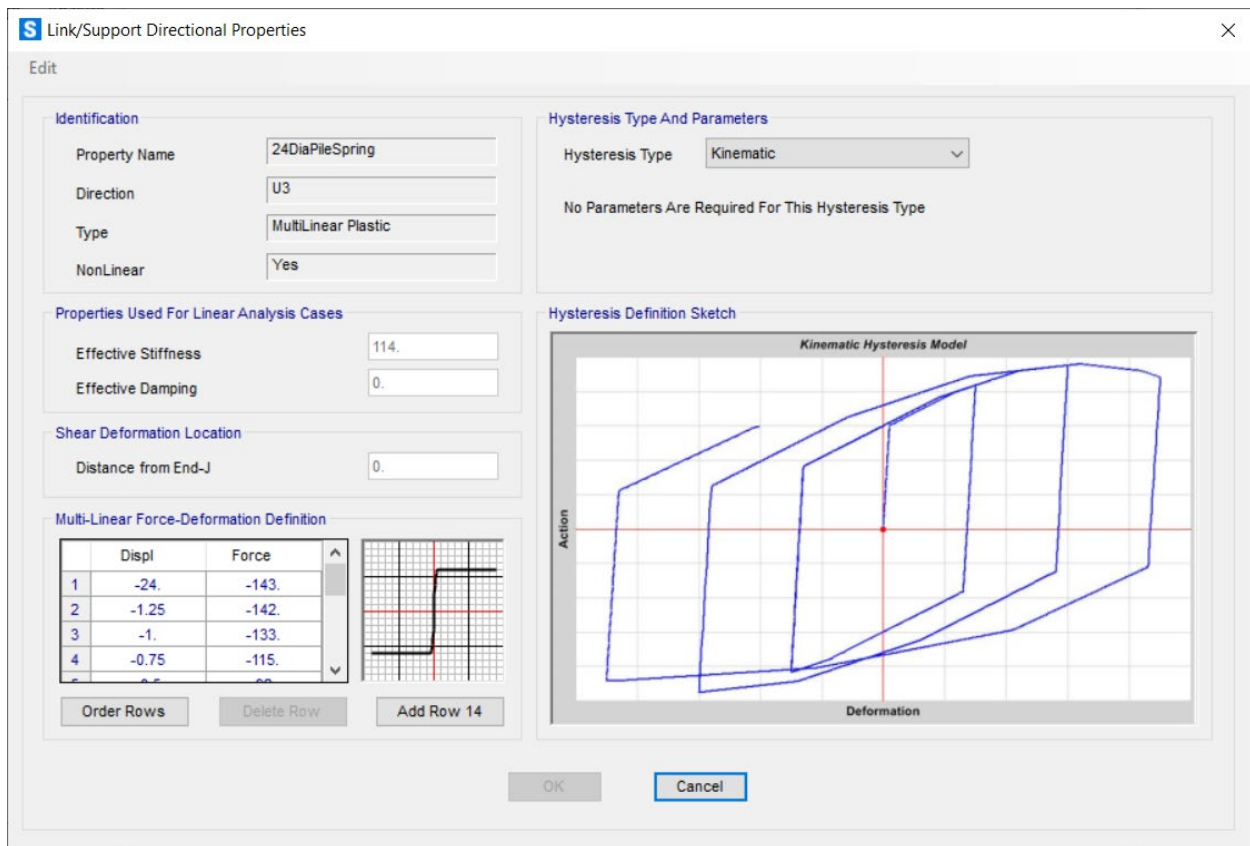 S Link/Support Directional Properties
Edit
Identification
Property Name 24DiaPileSpring
Direction U3
Type MultiLinear Plastic
NonLinear Yes
Properties Used For Linear Analysis Cases
Effective Stiffness 114.
Effective Damping 0.
Shear Deformation Location
Distance from End-J 0.
Multi-Linear Force-Deformation Definition
Displ Force
1 -24. -143.
2 -1.25 -142.
3 -1. -133.
4 -0.75 -115.
Order Rows Delete Row Add Row 14
Hysteresis Type And Parameters
Hysteresis Type Kinematic
No Parameters Are Required For This Hysteresis Type
Hysteresis Definition Sketch
Kinematic Hysteresis Model
Action
Deformation
OK Cancel